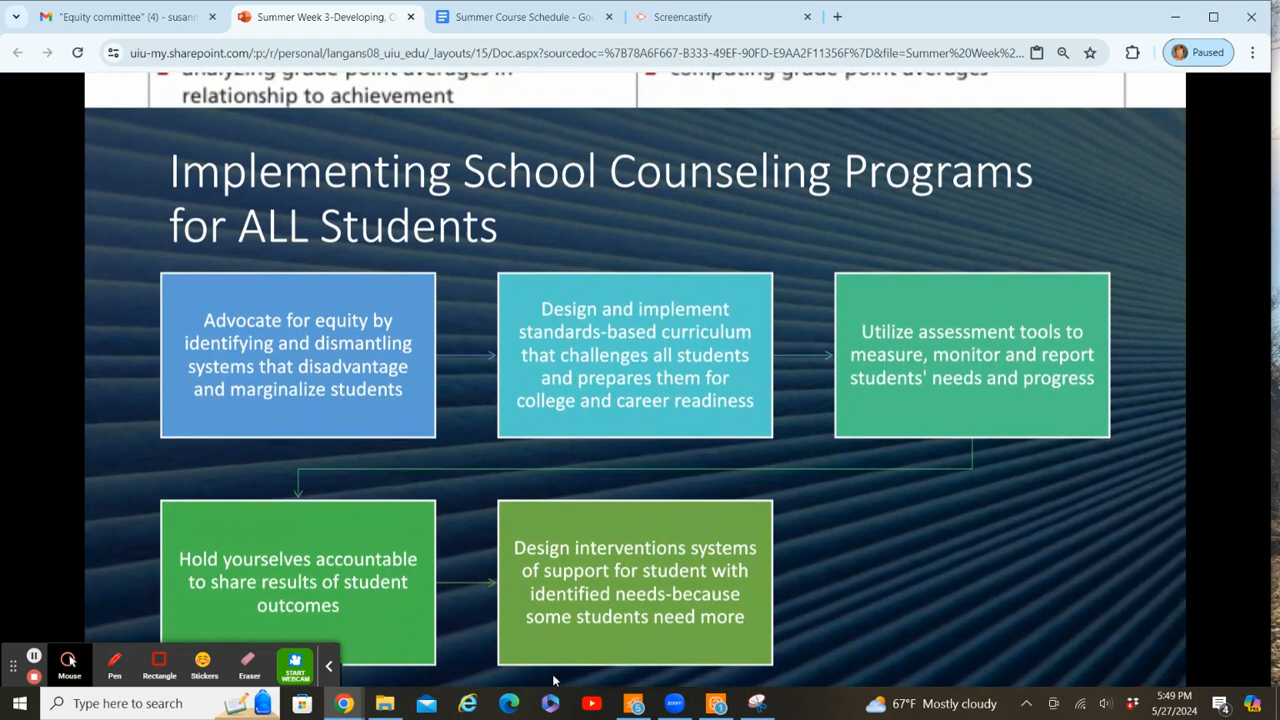 "Equity committee" (4) - susann
Summer Week 3-Developing, O
Summer Course Schedule - Goo
Screencastify
uiu-my.sharepoint.com/:p:/r/personal/langans08_uiu_edu/_layouts/15/Doc.aspx?sourcedoc=%7B78A6F667-B333-49EF-90FD-E9AA2F11356F%7D&file=Summer%20Week%2...
Paused
analyzing grade point averages in
relationship to achievement
computing grade point averages
Implementing School Counseling Programs
for ALL Students
Advocate for equity by
identifying and dismantling
systems that disadvantage
and marginalize students
Design and implement
standards-based curriculum
that challenges all students
and prepares them for
college and career readiness
Utilize assessment tools to
measure, monitor and report
students' needs and progress
Hold yourselves accountable
to share results of student
outcomes
Design interventions systems
of support for student with
identified needs-because
some students need more
Mouse
Pen
Rectangle
Stickers
Eraser
START
WEBCAM
Type here to search
67°F Mostly cloudy
5:49 PM
5/27/2024